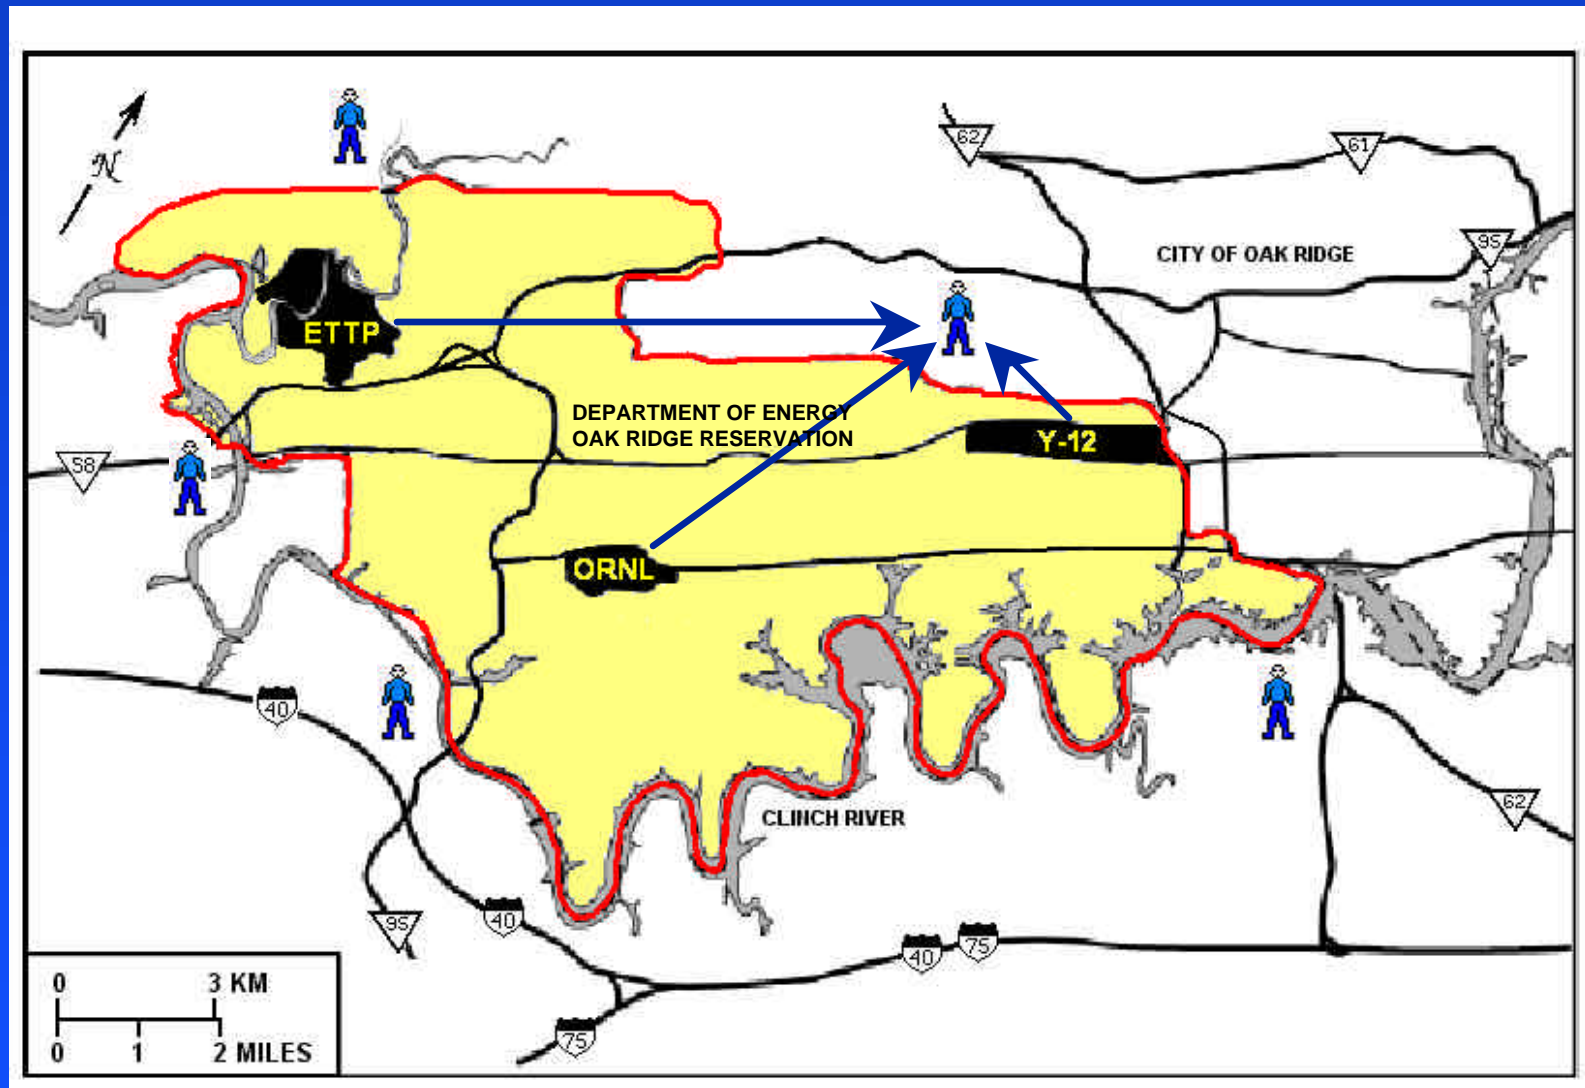 N
62
61
95
CITY OF OAK RIDGE
ETTP
DEPARTMENT OF ENERGY
OAK RIDGE RESERVATION
Y-12
58
ORNL
40
62
CLINCH RIVER
95
40
40
75
75
0 3 KM
0 1 2 MILES